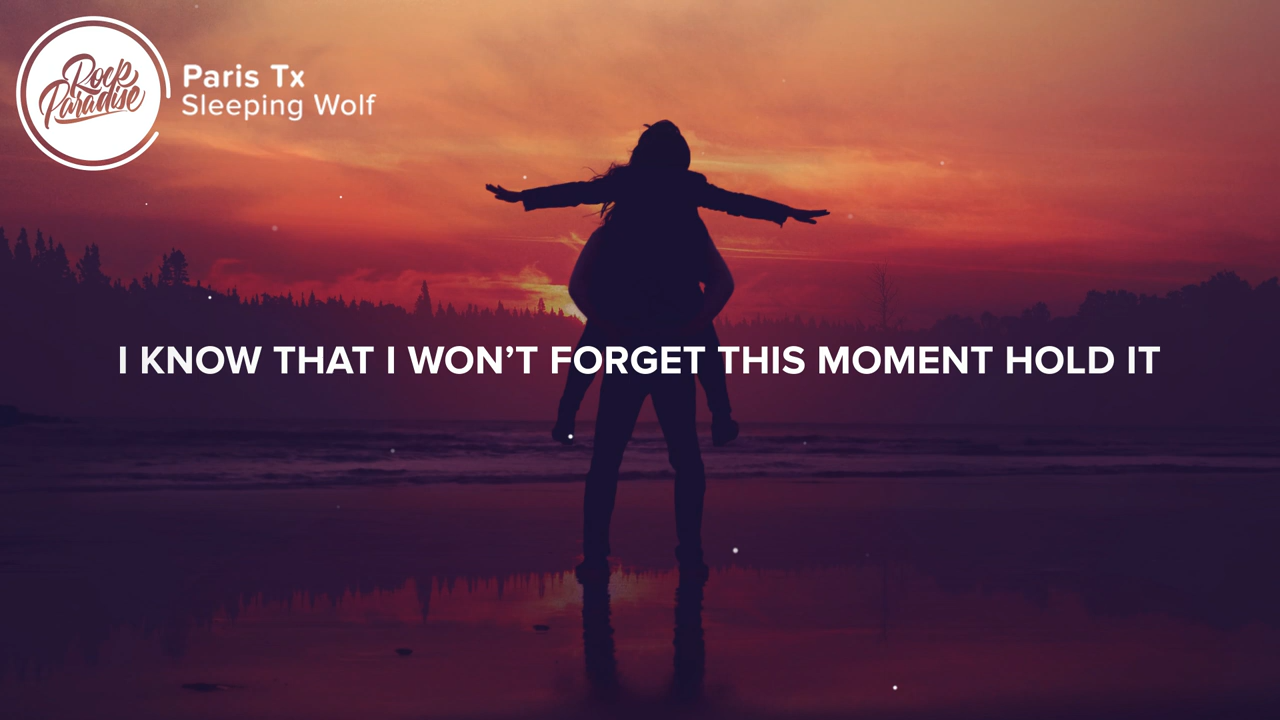 Rock
Paradise
Paris Tx
Sleeping Wolf
I KNOW THAT I WON’T FORGET THIS MOMENT HOLD IT